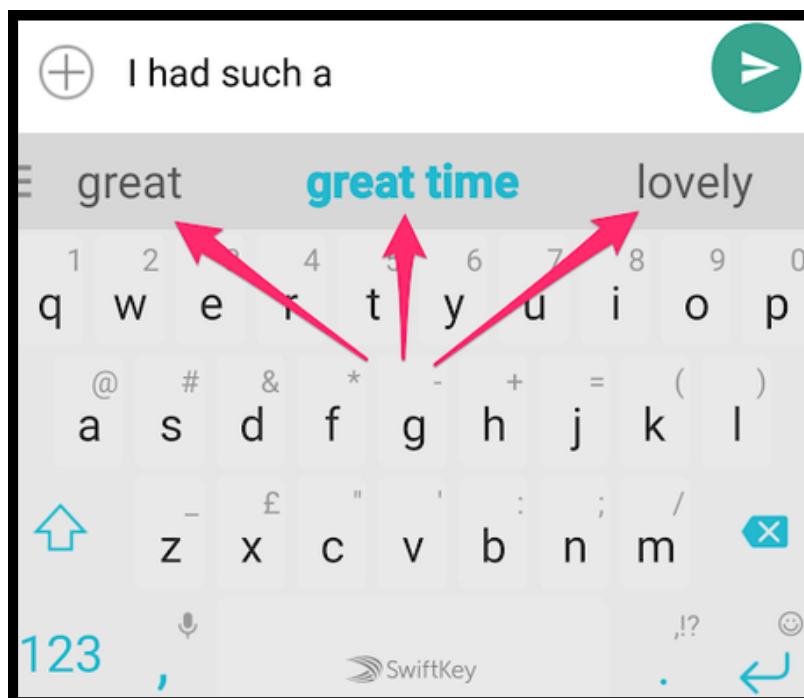 I had such a
great great time lovely
1 2 3 4 5 6 7 8 9 0
q w e r t y u i o p
@ # & * - + = ( )
a s d f g h j k l
_ £ " ' : ; /
z x c v b n m
,!?
123 , SwiftKey .